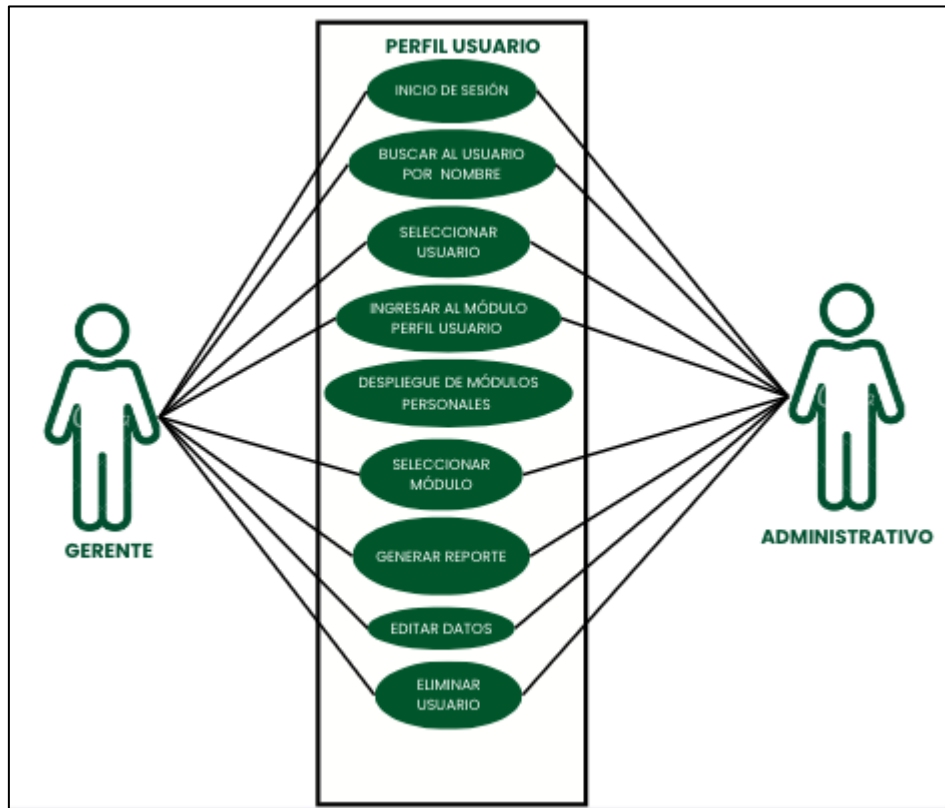 PERFIL USUARIO
INICIO DE SESIÓN
BUSCAR AL USUARIO
POR NOMBRE
SELECCIONAR
USUARIO
INGRESAR AL MÓDULO
PERFIL USUARIO
DESPLIEGUE DE MÓDULOS
PERSONALES
SELECCIONAR
MÓDULO
GENERAR REPORTE
EDITAR DATOS
ELIMINAR
USUARIO
GERENTE
ADMINISTRATIVO